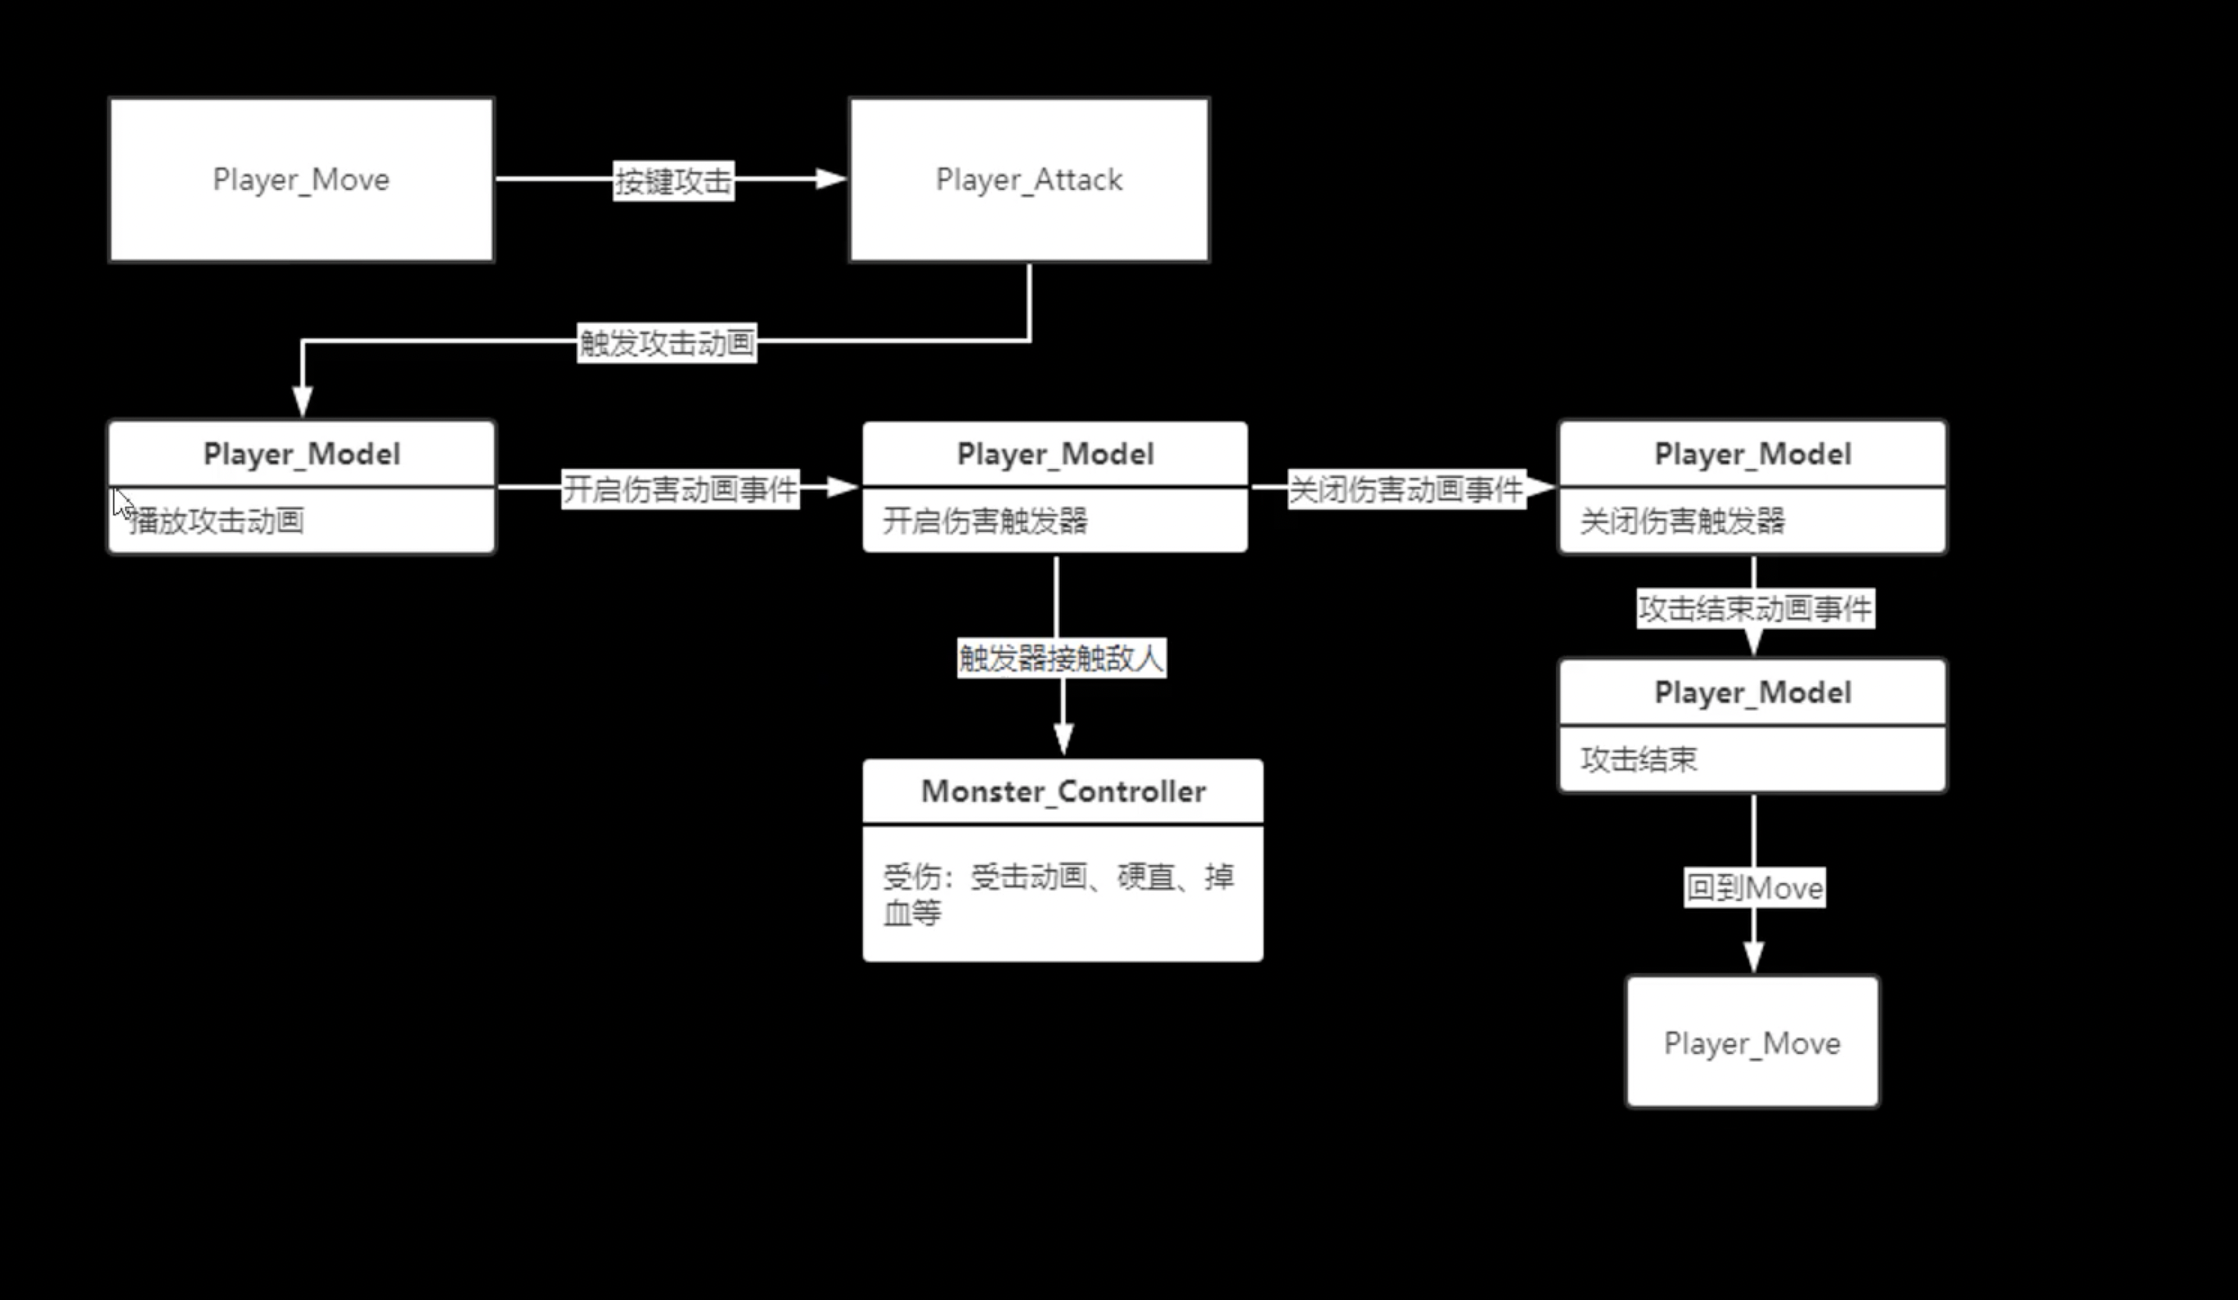 Player_Move
按键攻击
Player_Attack
触发攻击动画
Player_Model
播放攻击动画
开启伤害动画事件
Player_Model
开启伤害触发器
关闭伤害动画事件
Player_Model
关闭伤害触发器
触发器接触敌人
Monster_Controller
受伤：受击动画、硬直、掉
血等
攻击结束动画事件
Player_Model
攻击结束
回到Move
Player_Move